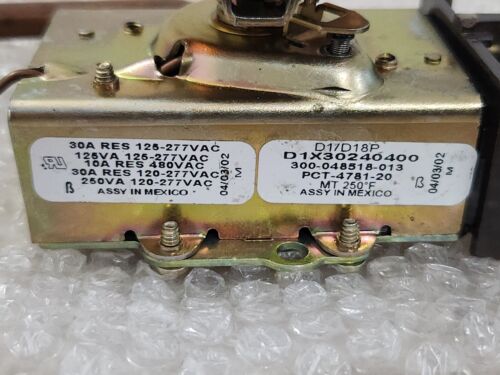 30A RES 125-277VAC
125VA 125-277VAC
10A RES 480VAC
30A RES 120-277VAC
250VA 120-277VAC
ASSY IN MEXICO
04/03/02
M
D1/D18P
D1X30240400
300-048518-013
PCT-4781-20
MT 250°F
ASSY IN MEXICO
04/03/02
M